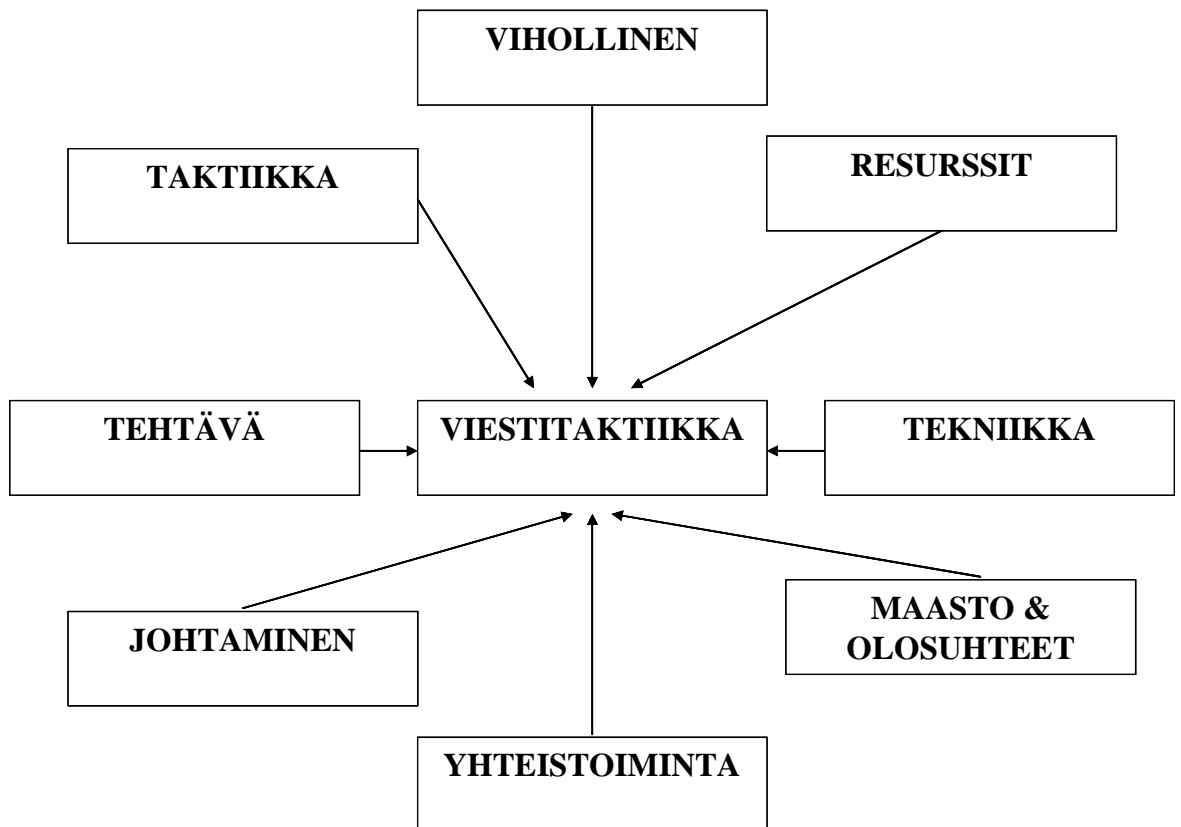 VIHOLLINEN
TAKTIIKKA
RESURSSIT
TEHTÄVÄ
VIESTITAKTIIKKA
TEKNIIKKA
JOHTAMINEN
MAASTO &
OLOSUHTEET
YHTEISTOIMINTA